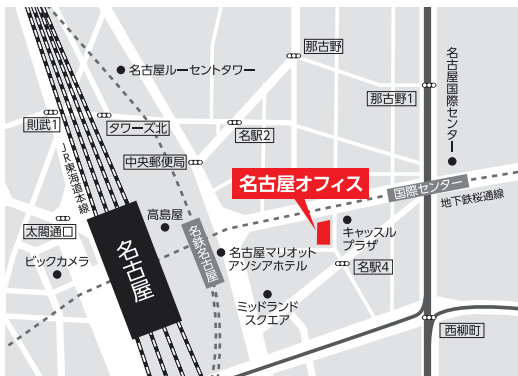 那古野
名古屋ルーセントタワー
名古屋国際センター
那古野1
則武1
タワーズ北
名駅2
JR東海道本線
中央郵便局
名古屋オフィス
国際センター
地下鉄桜通線
高島屋
太閤通口
名古屋
名鉄名古屋
キャッスル
プラザ
ビックカメラ
名古屋マリオット
アソシアホテル
名駅4
ミッドランド
スクエア
西柳町